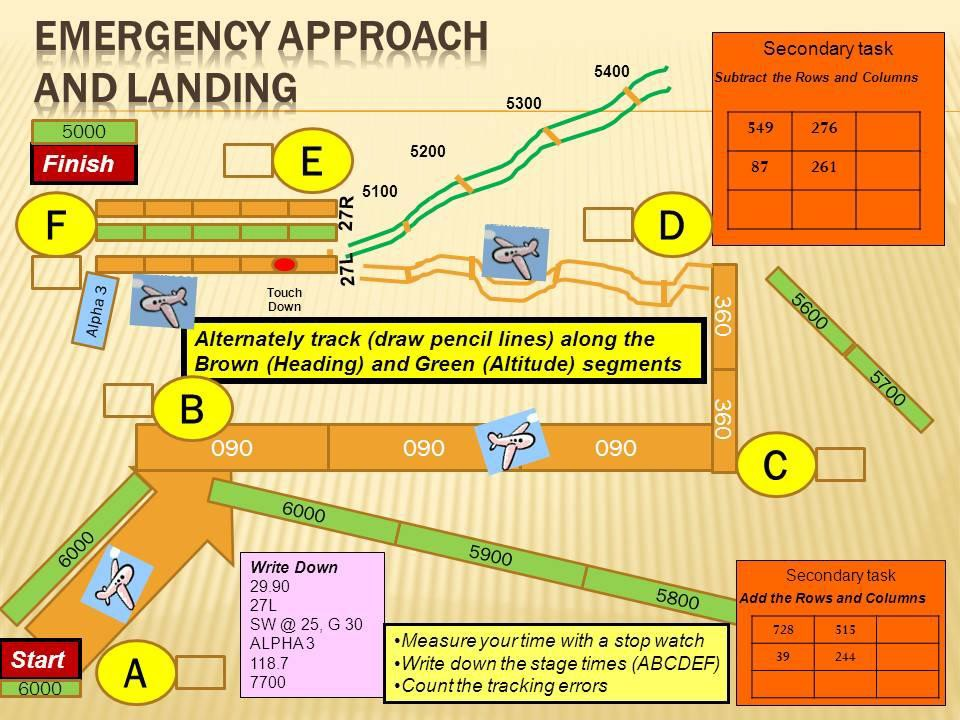 EMERGENCY APPROACH
AND LANDING
5000
Finish
E
F
5400
5300
5200
5100
27R
27L
D
Secondary task
Subtract the Rows and Columns
549 276
87 261
Alpha 3
Touch
Down
360
360
5600
5700
Alternately track (draw pencil lines) along the
Brown (Heading) and Green (Altitude) segments
B
090 090 090
C
6000
6000
5900
5800
Start
6000
A
Write Down
29.90
27L
SW @ 25, G 30
ALPHA 3
118.7
7700
•Measure your time with a stop watch
•Write down the stage times (ABCDEF)
•Count the tracking errors
Secondary task
Add the Rows and Columns
728 515
39 244